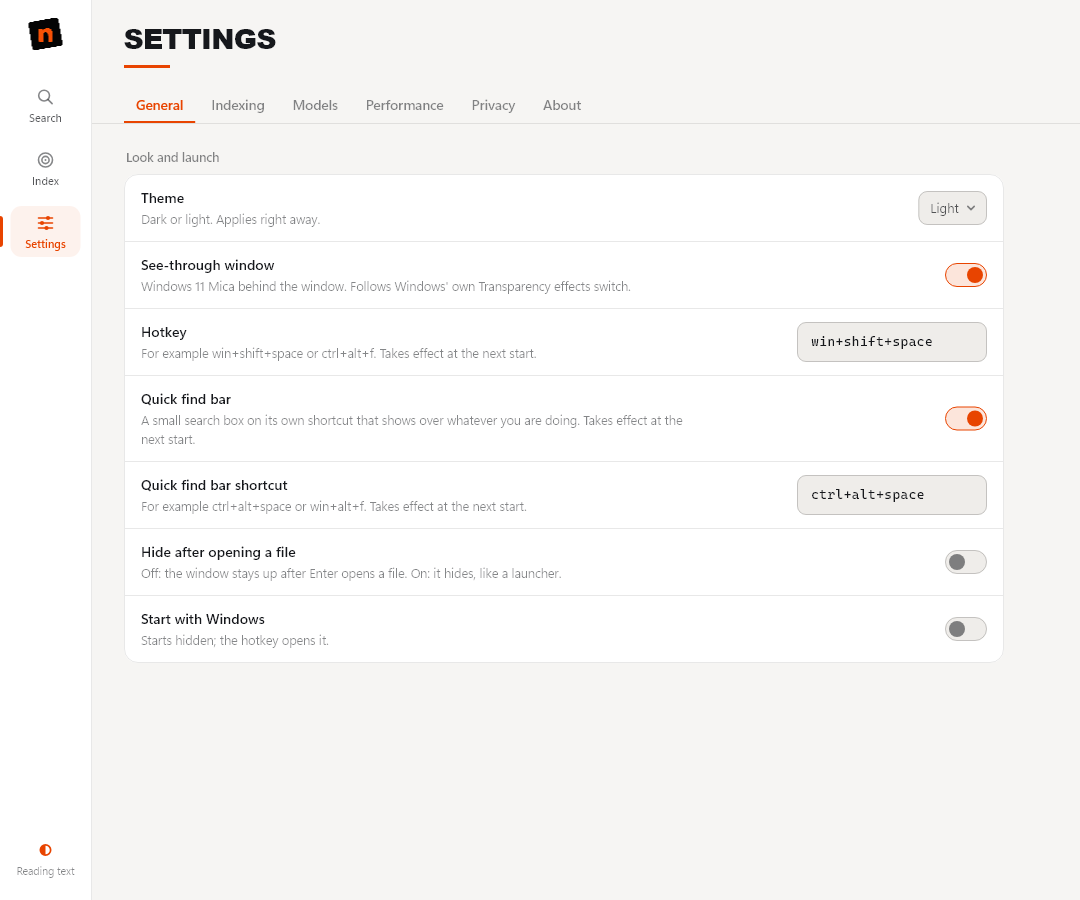 n
SETTINGS
Search
Index
Settings
General Indexing Models Performance Privacy About
Look and launch
Theme
Dark or light. Applies right away.
Light
See-through window
Windows 11 Mica behind the window. Follows Windows' own Transparency effects switch.
Hotkey
For example win+shift+space or ctrl+alt+f. Takes effect at the next start.
win+shift+space
Quick find bar
A small search box on its own shortcut that shows over whatever you are doing. Takes effect at the
next start.
Quick find bar shortcut
For example ctrl+alt+space or win+alt+f. Takes effect at the next start.
ctrl+alt+space
Hide after opening a file
Off: the window stays up after Enter opens a file. On: it hides, like a launcher.
Start with Windows
Starts hidden; the hotkey opens it.
Reading text